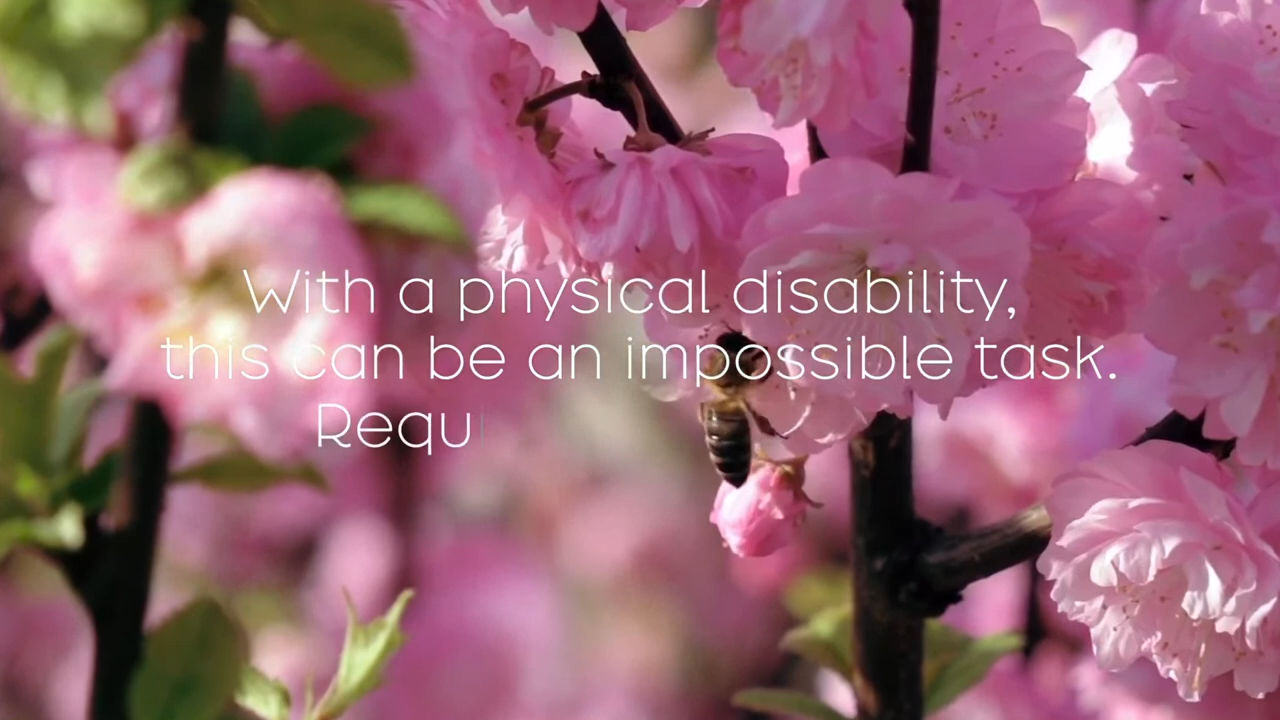 With a physical disability,
this can be an impossible task.
Requ